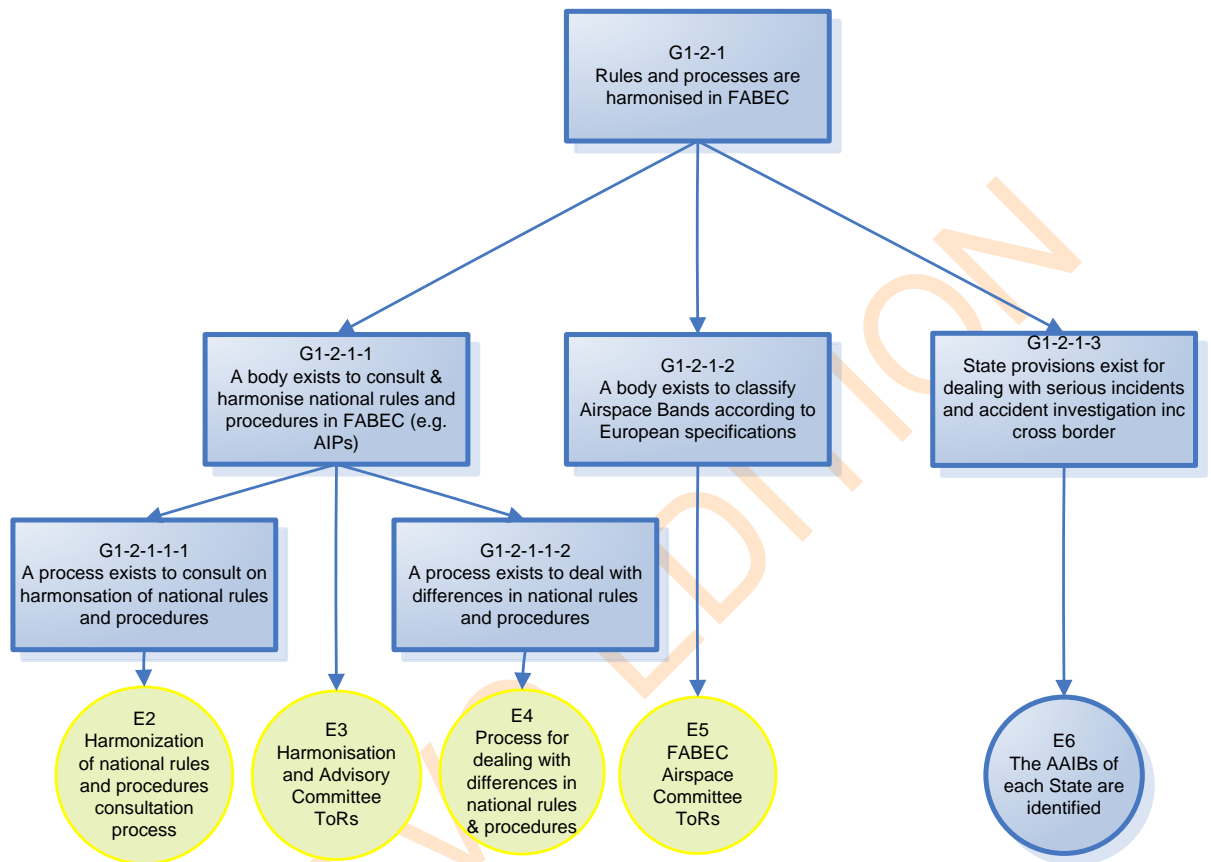 G1-2-1
Rules and processes are
harmonised in FABEC
G1-2-1-1
A body exists to consult &
harmonise national rules and
procedures in FABEC (e.g.
AIPs)
G1-2-1-2
A body exists to classify
Airspace Bands according to
European specifications
G1-2-1-3
State provisions exist for
dealing with serious incidents
and accident investigation inc
cross border
G1-2-1-1-1
A process exists to consult on
harmonsation of national rules
and procedures
G1-2-1-1-2
A process exists to deal with
differences in national rules
and procedures
E2
Harmonization
of national rules
and procedures
consultation
process
E3
Harmonisation
and Advisory
Committee
ToRs
E4
Process for
dealing with
differences in
national rules
& procedures
E5
FABEC
Airspace
Committee
ToRs
E6
The AAIBs of
each State are
identified
EDITION